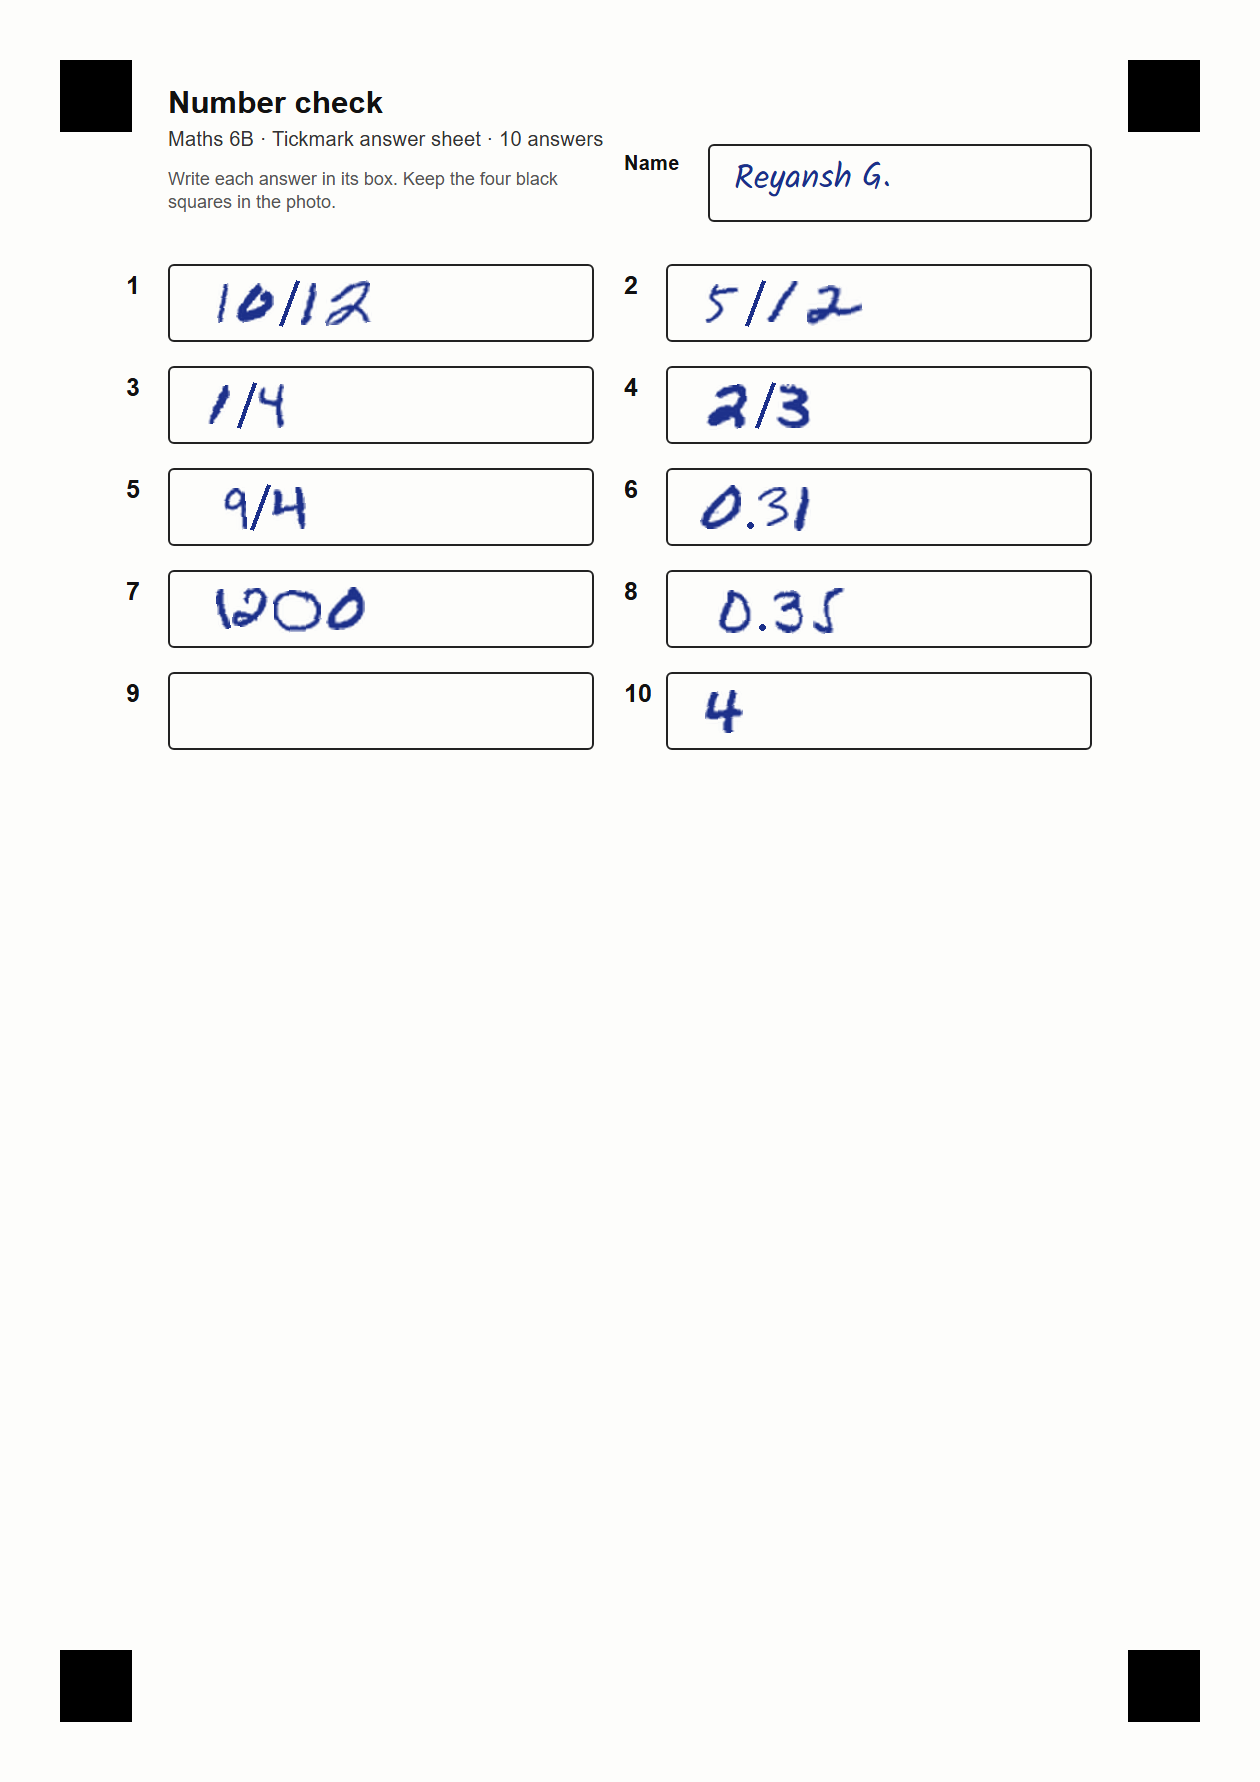 Number check
Maths 6B · Tickmark answer sheet · 10 answers
Write each answer in its box. Keep the four black
squares in the photo.
Name Reyansh G.
1 10/12
2 5/12
3 1/4
4 2/3
5 9/4
6 0.31
7 1200
8 0.35
9
10 4